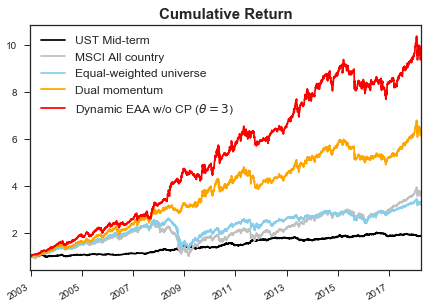 Cumulative Return
UST Mid-term
MSCI All country
Equal-weighted universe
Dual momentum
Dynamic EAA w/o CP (θ = 3)
10
8
6
4
2
2003
2005
2007
2009
2011
2013
2015
2017